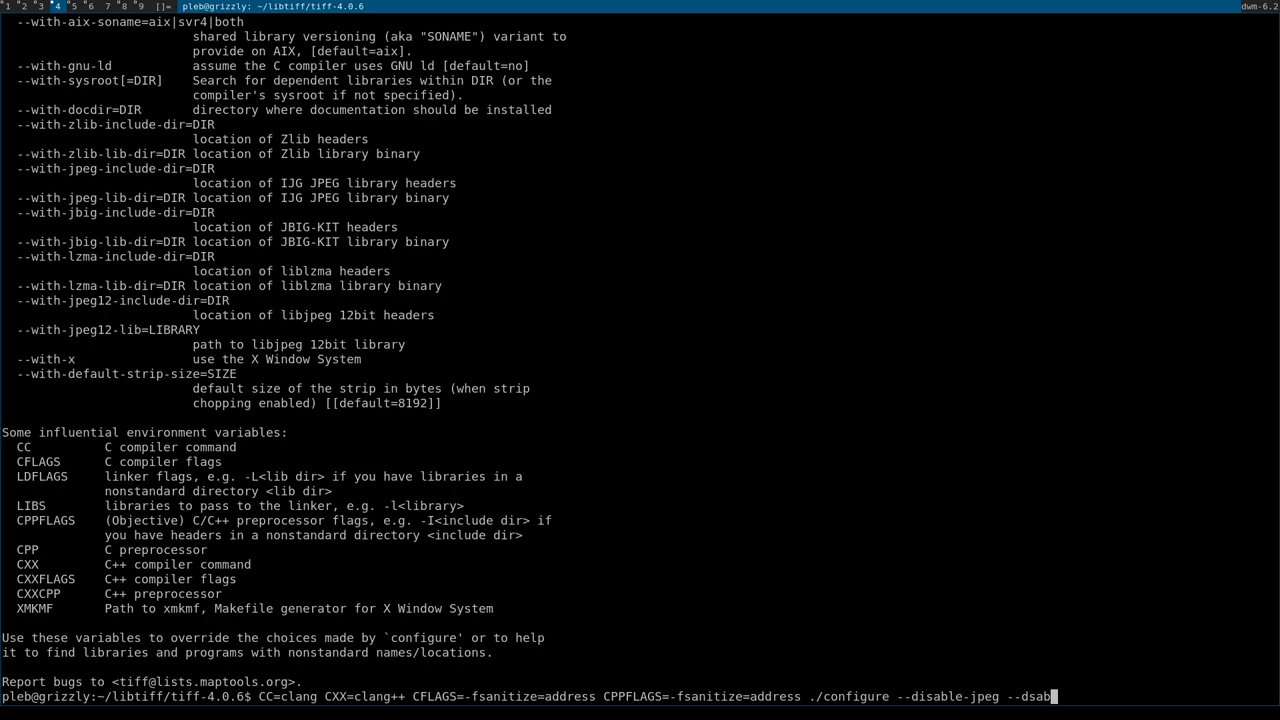 1 2 3 4 5 6 7 8 9 []= pleb@grizzly: ~/libtiff/tiff-4.0.6 dwm-6.2
--with-aix-soname=aix|svr4|both
shared library versioning (aka "SONAME") variant to
provide on AIX, [default=aix].
--with-gnu-ld assume the C compiler uses GNU ld [default=no]
--with-sysroot[=DIR] Search for dependent libraries within DIR (or the
compiler's sysroot if not specified).
--with-docdir=DIR directory where documentation should be installed
--with-zlib-include-dir=DIR
location of Zlib headers
--with-zlib-lib-dir=DIR location of Zlib library binary
--with-jpeg-include-dir=DIR
location of IJG JPEG library headers
--with-jpeg-lib-dir=DIR location of IJG JPEG library binary
--with-jbig-include-dir=DIR
location of JBIG-KIT headers
--with-jbig-lib-dir=DIR location of JBIG-KIT library binary
--with-lzma-include-dir=DIR
location of liblzma headers
--with-lzma-lib-dir=DIR location of liblzma library binary
--with-jpeg12-include-dir=DIR
location of libjpeg 12bit headers
--with-jpeg12-lib=LIBRARY
path to libjpeg 12bit library
--with-x use the X Window System
--with-default-strip-size=SIZE
default size of the strip in bytes (when strip
chopping enabled) [[default=8192]]
Some influential environment variables:
CC C compiler command
CFLAGS C compiler flags
LDFLAGS linker flags, e.g. -L<lib dir> if you have libraries in a
nonstandard directory <lib dir>
LIBS libraries to pass to the linker, e.g. -l<library>
CPPFLAGS (Objective) C/C++ preprocessor flags, e.g. -I<include dir> if
you have headers in a nonstandard directory <include dir>
CPP C preprocessor
CXX C++ compiler command
CXXFLAGS C++ compiler flags
CXXCPP C++ preprocessor
XMKMF Path to xmkmf, Makefile generator for X Window System
Use these variables to override the choices made by `configure' or to help
it to find libraries and programs with nonstandard names/locations.
Report bugs to <tiff@lists.maptools.org>.
pleb@grizzly:~/libtiff/tiff-4.0.6$ CC=clang CXX=clang++ CFLAGS=-fsanitize=address CPPFLAGS=-fsanitize=address ./configure --disable-jpeg --dsab